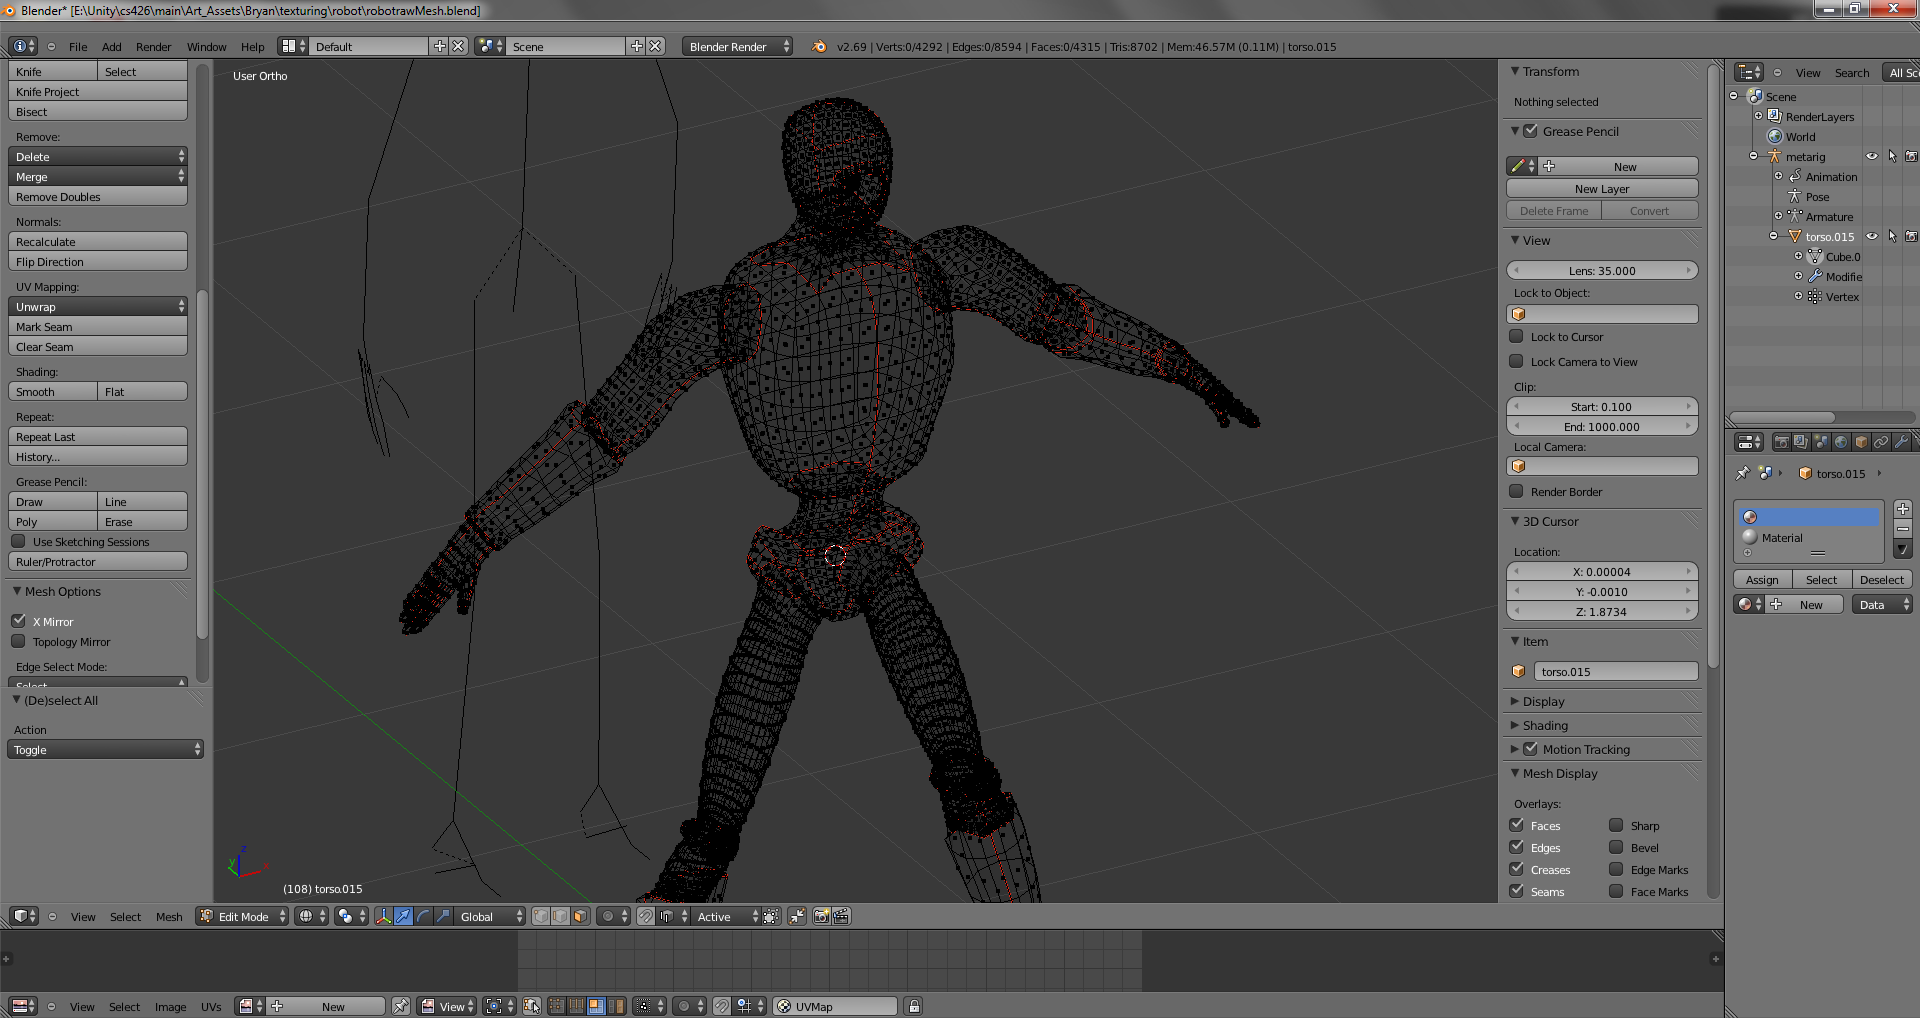 Blender* [E:\Unity\cs426\main\Art_Assets\Bryan\texturing\robot\robotrawMesh.blend]
File Add Render Window Help Default Scene Blender Render v2.69 | Verts:0/4292 | Edges:0/8594 | Faces:0/4315 | Tris:8702 | Mem:46.57M (0.11M) | torso.015
Knife Select
Knife Project
Bisect
Remove:
Delete
Merge
Remove Doubles
Normals:
Recalculate
Flip Direction
UV Mapping:
Unwrap
Mark Seam
Clear Seam
Shading:
Smooth Flat
Repeat:
Repeat Last
History...
Grease Pencil:
Draw Line
Poly Erase
Use Sketching Sessions
Ruler/Protractor
Mesh Options
X Mirror
Topology Mirror
Edge Select Mode:
Select
(De)select All
Action
Toggle
User Ortho
z
y
x
(108) torso.015
Transform
Nothing selected
Grease Pencil
New
New Layer
Delete Frame Convert
View
Lens: 35.000
Lock to Object:
Lock to Cursor
Lock Camera to View
Clip:
Start: 0.100
End: 1000.000
Local Camera:
Render Border
3D Cursor
Location:
X: 0.00004
Y: -0.0010
Z: 1.8734
Item
torso.015
Display
Shading
Motion Tracking
Mesh Display
Overlays:
Faces Sharp
Edges Bevel
Creases Edge Marks
Seams Face Marks
View Search All Sc
Scene
RenderLayers
World
metarig
Animation
Pose
Armature
torso.015
Cube.0
Modifie
Vertex
torso.015
Material
Assign Select Deselect
New Data
View Select Mesh Edit Mode Global Active
View Select Image UVs New View UVMap